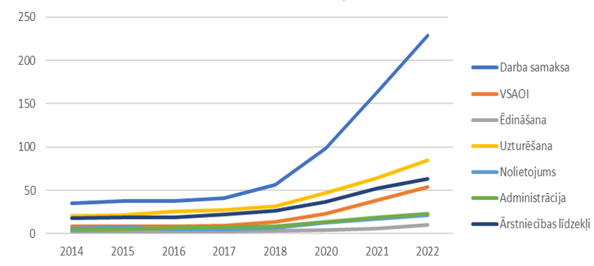 250
200
150
100
50
0
2014 2015 2016 2017 2018 2020 2021 2022
Darba samaksa
VSAOI
Ēdināšana
Uzturēšana
Nolietojums
Administrācija
Ārstniecības līdzekļi